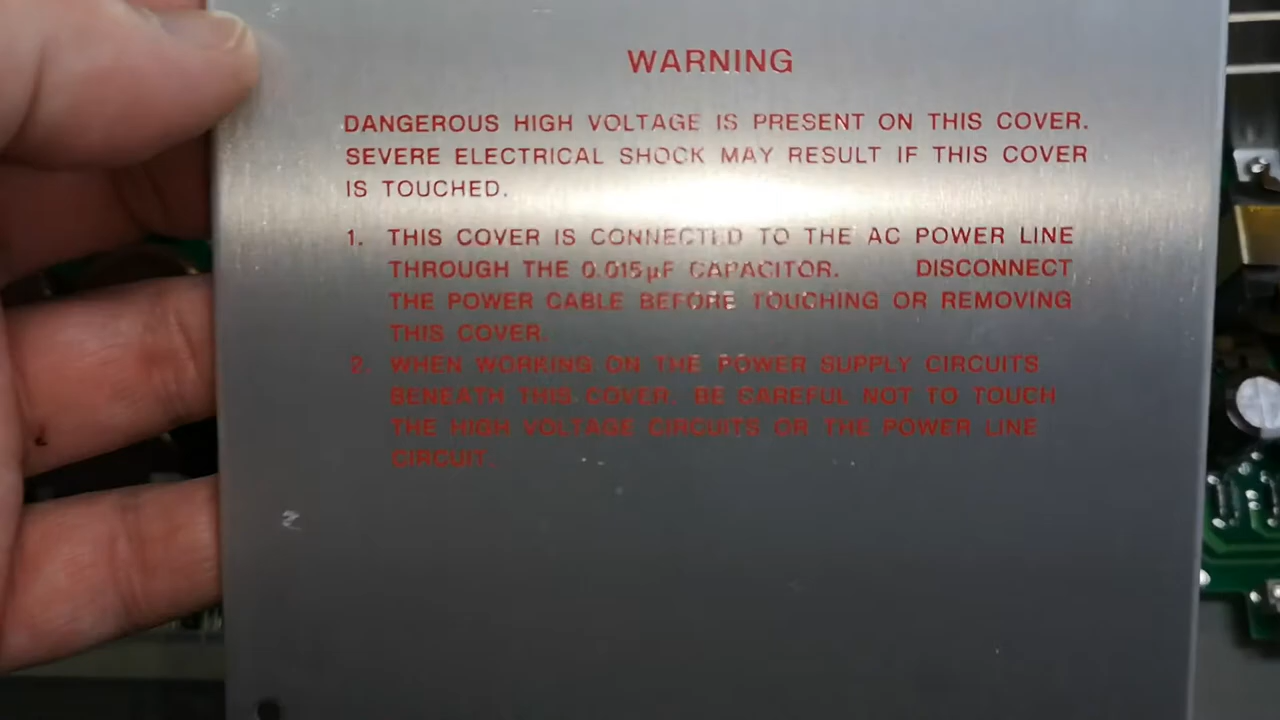 WARNING
DANGEROUS HIGH VOLTAGE IS PRESENT ON THIS COVER.
SEVERE ELECTRICAL SHOCK MAY RESULT IF THIS COVER
IS TOUCHED.
1. THIS COVER IS CONNECTED TO THE AC POWER LINE
THROUGH THE 0.015µF CAPACITOR. DISCONNECT
THE POWER CABLE BEFORE TOUCHING OR REMOVING
THIS COVER.
2. WHEN WORKING ON THE POWER SUPPLY CIRCUITS
BENEATH THIS COVER. BE CAREFUL NOT TO TOUCH
THE HIGH VOLTAGE CIRCUITS OR THE POWER LINE
CIRCUIT.